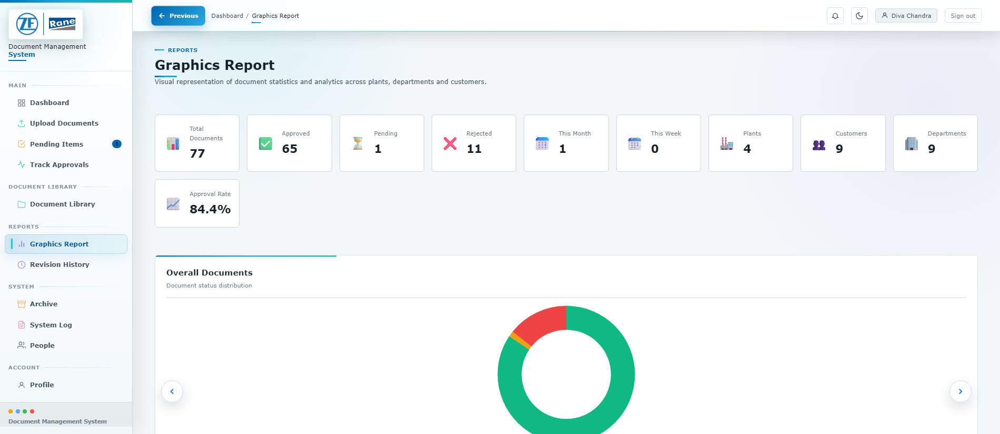 ZF Rane
Document Management
System
MAIN
Dashboard
Upload Documents
Pending Items 1
Track Approvals
DOCUMENT LIBRARY
Document Library
REPORTS
Graphics Report
Revision History
SYSTEM
Archive
System Log
People
ACCOUNT
Profile
Document Management System
Previous Dashboard / Graphics Report
Diva Chandra Sign out
REPORTS
Graphics Report
Visual representation of document statistics and analytics across plants, departments and customers.
Total
Documents
77
Approved
65
Pending
1
Rejected
11
This Month
1
This Week
0
Plants
4
Customers
9
Departments
9
Approval Rate
84.4%
Overall Documents
Document status distribution